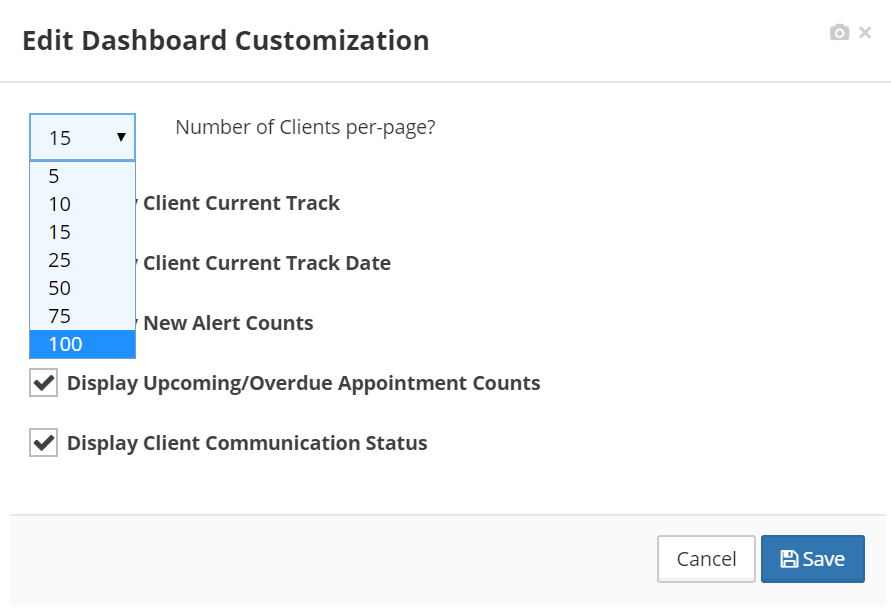 Edit Dashboard Customization
15
Number of Clients per-page?
5
10
Client Current Track
15
25
Client Current Track Date
50
75
New Alert Counts
100
Display Upcoming/Overdue Appointment Counts
Display Client Communication Status
Cancel
Save